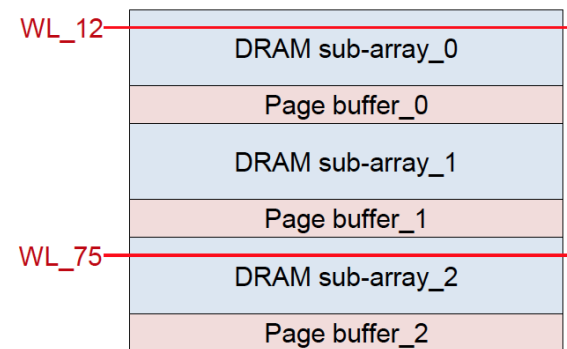 WL_12
DRAM sub-array_0
Page buffer_0
DRAM sub-array_1
Page buffer_1
WL_75
DRAM sub-array_2
Page buffer_2